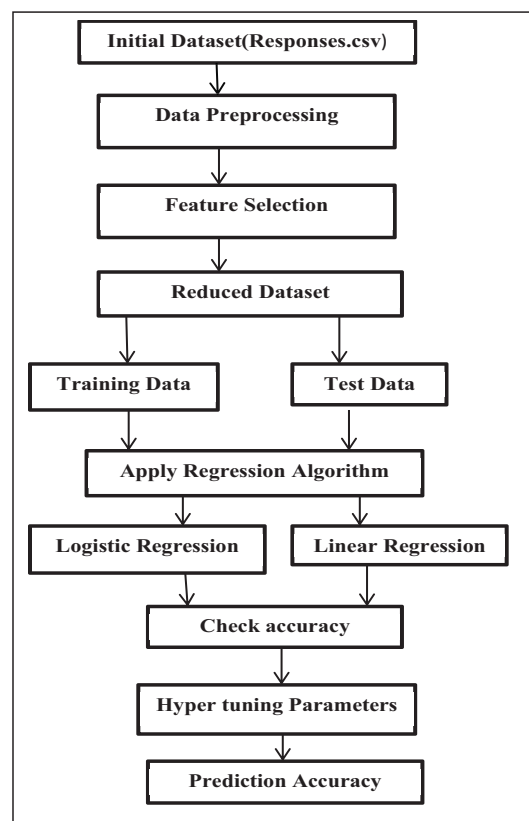 Initial Dataset(Responses.csv)
Data Preprocessing
Feature Selection
Reduced Dataset
Training Data
Test Data
Apply Regression Algorithm
Logistic Regression
Linear Regression
Check accuracy
Hyper tuning Parameters
Prediction Accuracy